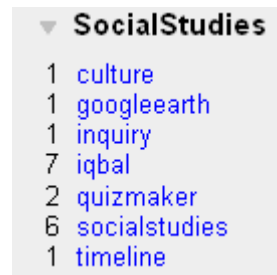 SocialStudies
1 culture
1 googleearth
1 inquiry
7 iqbal
2 quizmaker
6 socialstudies
1 timeline